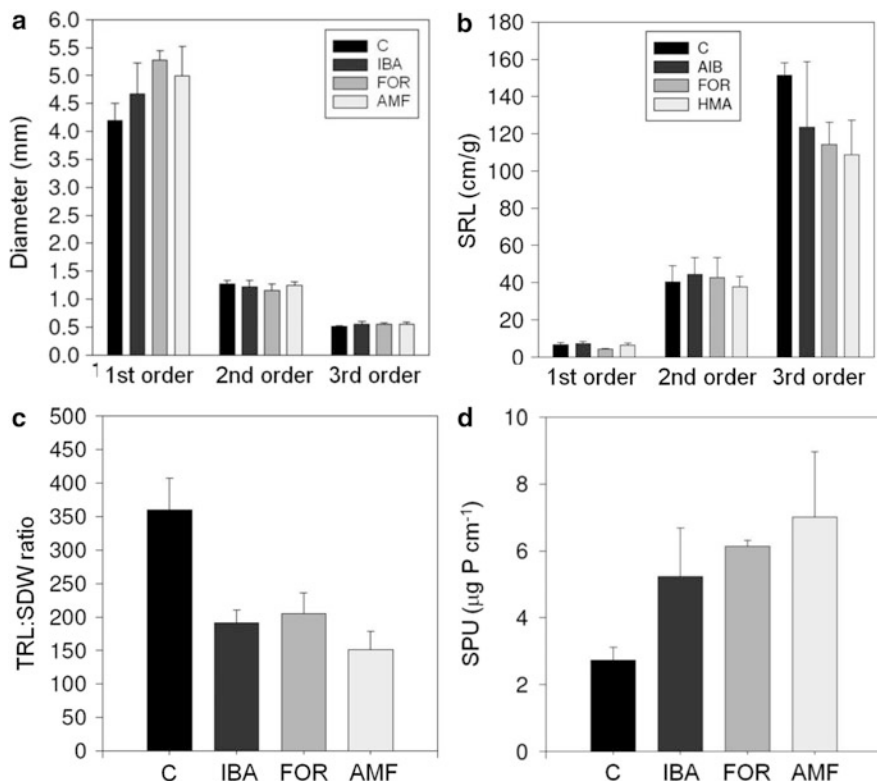 a
6.0
5.5
5.0
4.5
4.0
3.5
3.0
2.5
2.0
1.5
1.0
0.5
0.0
Diameter (mm)
C
IBA
FOR
AMF
1
1st order 2nd order 3rd order
b
180
160
140
120
100
80
60
40
20
0
SRL (cm/g)
C
AIB
FOR
HMA
1st order 2nd order 3rd order
c
500
450
400
350
300
250
200
150
100
50
0
TRL:SDW ratio
C IBA FOR AMF
d
10
8
6
4
2
0
SPU (µg P cm⁻¹)
C IBA FOR AMF